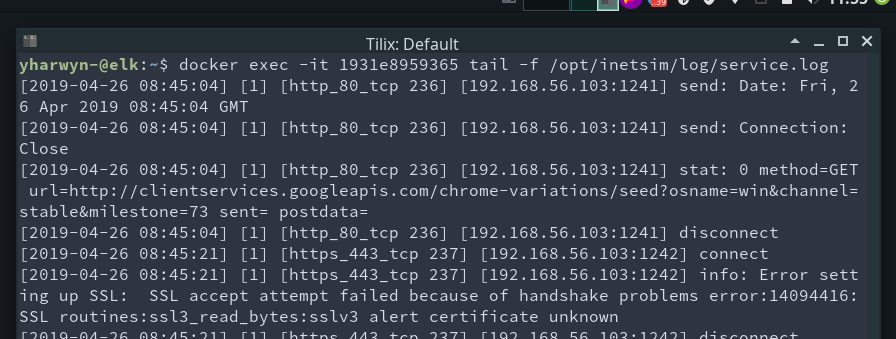 11:55
.39
Tilix: Default
yharwyn-@elk:~$ docker exec -it 1931e8959365 tail -f /opt/inetsim/log/service.log
[2019-04-26 08:45:04] [1] [http_80_tcp 236] [192.168.56.103:1241] send: Date: Fri, 2
6 Apr 2019 08:45:04 GMT
[2019-04-26 08:45:04] [1] [http_80_tcp 236] [192.168.56.103:1241] send: Connection:
Close
[2019-04-26 08:45:04] [1] [http_80_tcp 236] [192.168.56.103:1241] stat: 0 method=GET
 url=http://clientservices.googleapis.com/chrome-variations/seed?osname=win&channel=
stable&milestone=73 sent= postdata=
[2019-04-26 08:45:04] [1] [http_80_tcp 236] [192.168.56.103:1241] disconnect
[2019-04-26 08:45:21] [1] [https_443_tcp 237] [192.168.56.103:1242] connect
[2019-04-26 08:45:21] [1] [https_443_tcp 237] [192.168.56.103:1242] info: Error sett
ing up SSL:  SSL accept attempt failed because of handshake problems error:14094416:
SSL routines:ssl3_read_bytes:sslv3 alert certificate unknown
[2019-04-26 08:45:21] [1] [https_443_tcp 237] [192.168.56.103:1242] disconnect